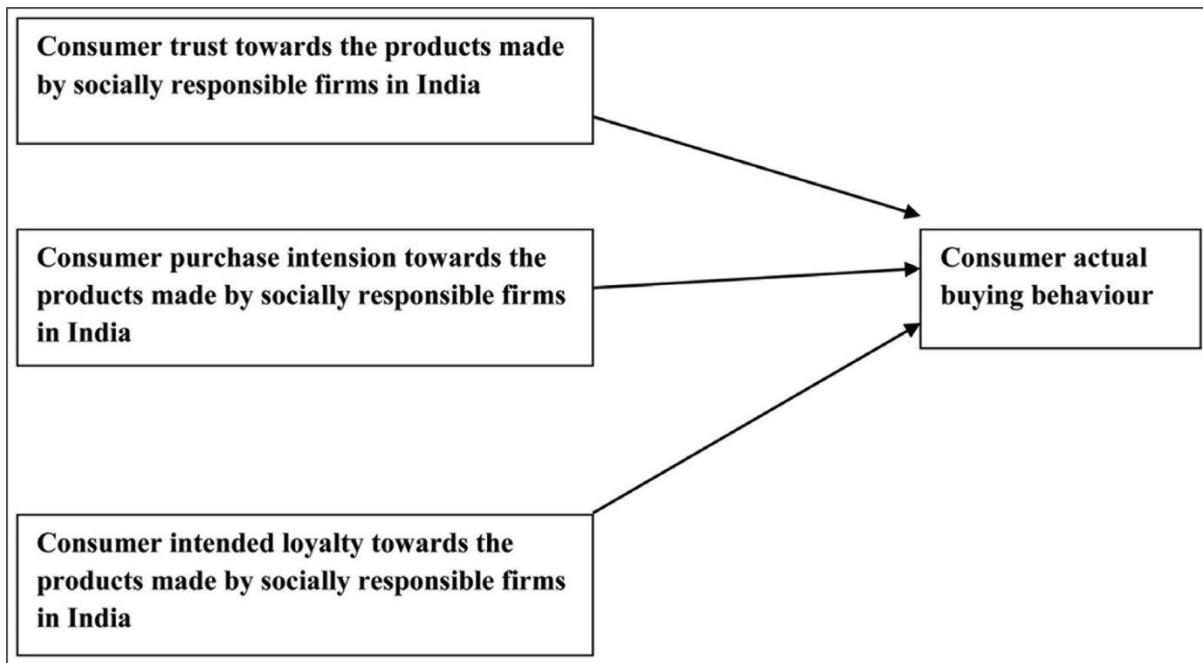 Consumer trust towards the products made
by socially responsible firms in India
Consumer purchase intension towards the
products made by socially responsible firms
in India
Consumer actual
buying behaviour
Consumer intended loyalty towards the
products made by socially responsible firms
in India